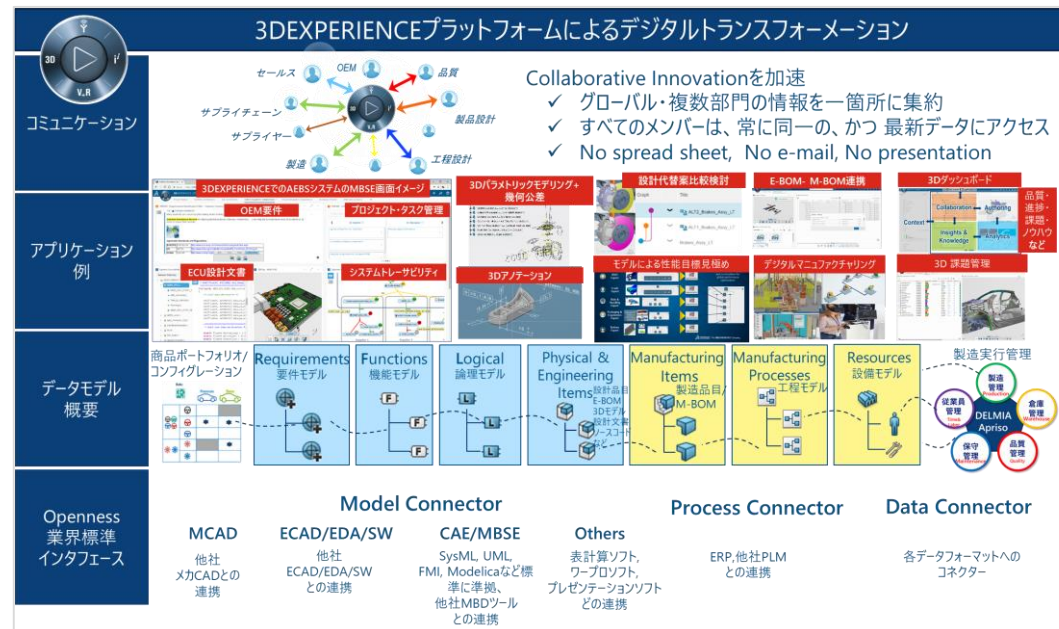 3DEXPERIENCEプラットフォームによるデジタルトランスフォーメーション
3D
i
V.R
コミュニケーション
セールス
OEM
品質
サプライチェーン
製品設計
サプライヤー
製造
工程設計
V.R
Collaborative Innovationを加速
✓ グローバル・複数部門の情報を一箇所に集約
✓ すべてのメンバーは、常に同一の、かつ 最新データにアクセス
✓ No spread sheet, No e-mail, No presentation
アプリケーション
例
3DEXPERIENCEでのAEBSシステムのMBSE画面イメージ
OEM要件
プロジェクト・タスク管理
ECU設計文書
システムトレーサビリティ
3Dパラメトリックモデリング+
幾何公差
3Dアノテーション
設計代替案比較検討
モデルによる性能目標見極め
E-BOM- M-BOM連携
デジタルマニュファクチャリング
3Dダッシュボード
Collaboration
Authoring
Context
Insights &
Knowledge
Analytics
品質・
進捗・
課題・
ノウハウ
など
3D 課題管理
データモデル
概要
商品ポートフォリオ/
コンフィグレーション
Requirements
要件モデル
Functions
機能モデル
F
F
F
Logical
論理モデル
L
L
L
Physical &
Engineering
Items
設計品目
E-BOM
3Dモデル
設計文書
ソースコード
など
Manufacturing
Items
製造品目/
M-BOM
Manufacturing
Processes
工程モデル
Resources
設備モデル
製造実行管理
製造
管理
Production
従業員
管理
倉庫
管理
Warehouse
DELMIA
Apriso
保守
管理
Maintenance
品質
管理
Quality
Openness
業界標準
インタフェース
Model Connector
MCAD
他社
メカCADとの
連携
ECAD/EDA/SW
他社
ECAD/EDA/SW
との連携
CAE/MBSE
SysML, UML,
FMI, Modelicaなど標
準に準拠、
他社MBDツール
との連携
Others
表計算ソフト,
ワープロソフト,
プレゼンテーションソフト
どの連携
Process Connector
ERP,他社PLM
との連携
Data Connector
各データフォーマットへの
コネクター